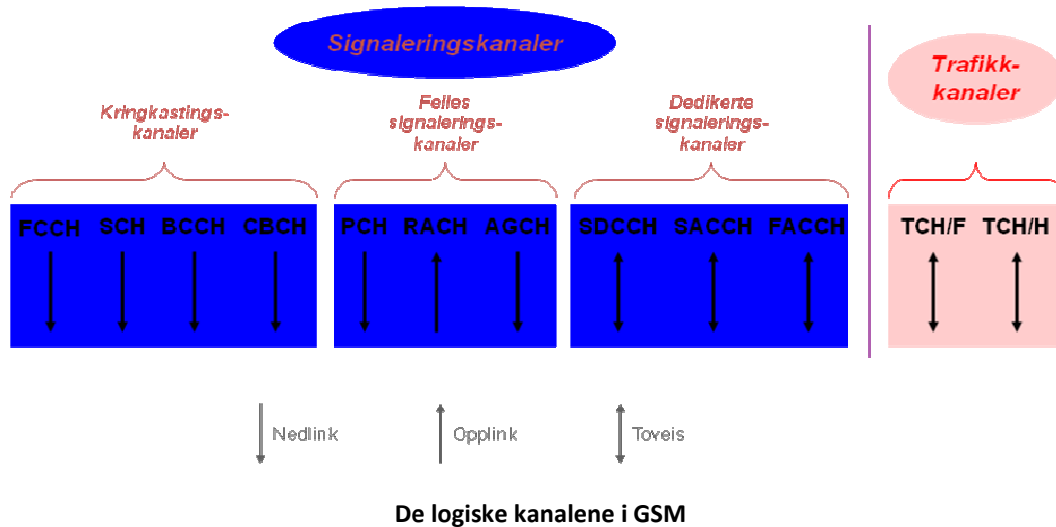 Signaleringskanaler
Trafikk-
kanaler
Kringkastings-
kanaler
Felles
signalerings-
kanaler
Dedikerte
signalerings-
kanaler
FCCH SCH BCCH CBCH
PCH RACH AGCH
SDCCH SACCH FACCH
TCH/F TCH/H
Nedlink
Opplink
Toveis
De logiske kanalene i GSM